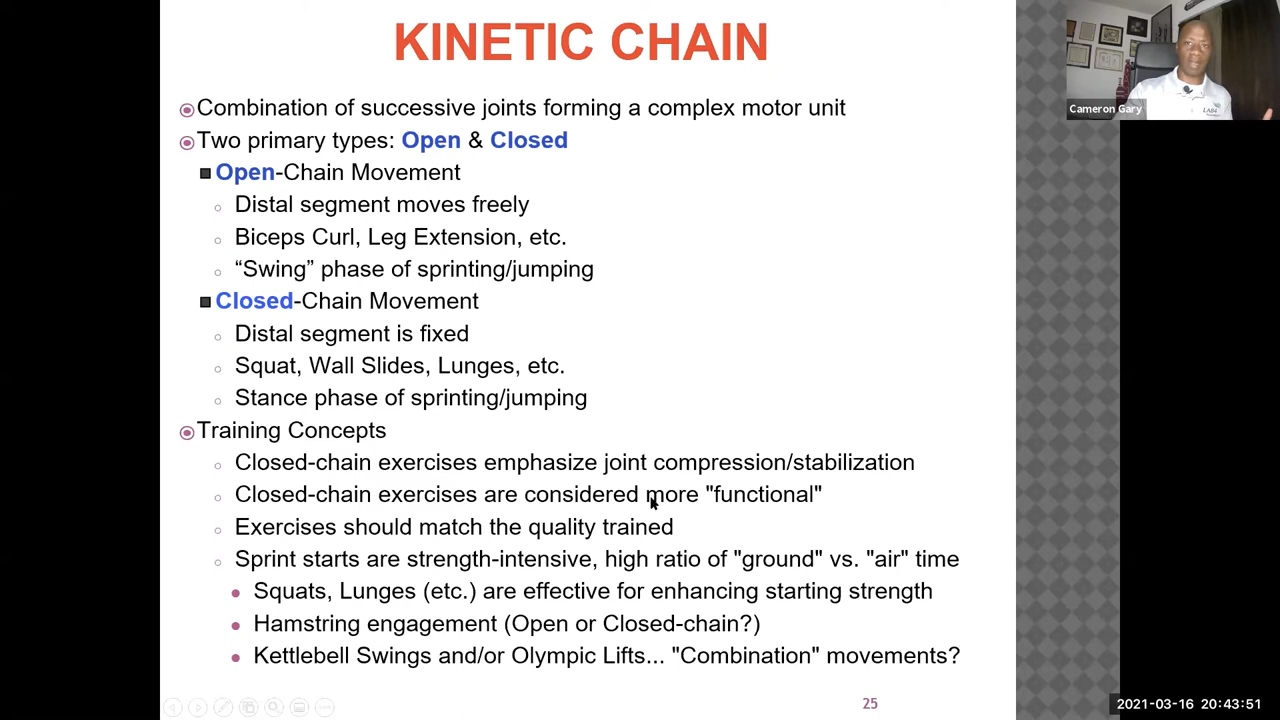 KINETIC CHAIN
Combination of successive joints forming a complex motor unit
Two primary types: Open & Closed
Open-Chain Movement
Distal segment moves freely
Biceps Curl, Leg Extension, etc.
“Swing” phase of sprinting/jumping
Closed-Chain Movement
Distal segment is fixed
Squat, Wall Slides, Lunges, etc.
Stance phase of sprinting/jumping
Training Concepts
Closed-chain exercises emphasize joint compression/stabilization
Closed-chain exercises are considered more "functional"
Exercises should match the quality trained
Sprint starts are strength-intensive, high ratio of "ground" vs. "air" time
Squats, Lunges (etc.) are effective for enhancing starting strength
Hamstring engagement (Open or Closed-chain?)
Kettlebell Swings and/or Olympic Lifts... "Combination" movements?
25
Cameron Gary
2021-03-16 20:43:51